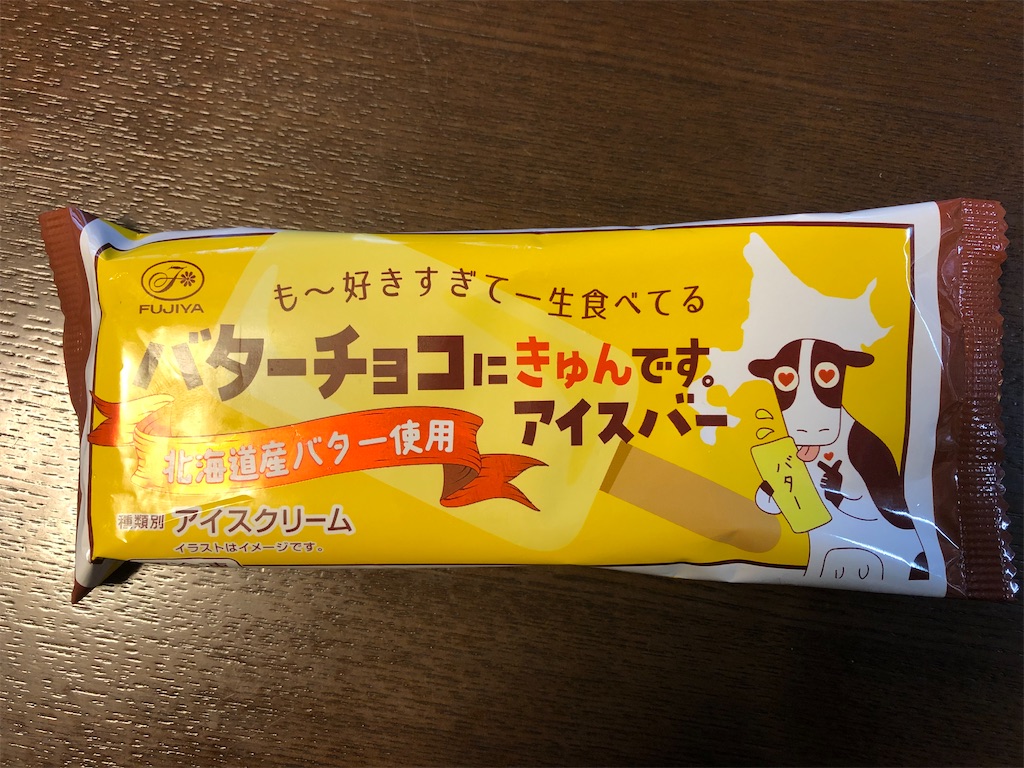 FUJIYA
も～好きすぎて一生食べてる
バターチョコにきゅんです。
アイスバー
北海道産バター使用
バター
種類別 アイスクリーム
イラストはイメージです。